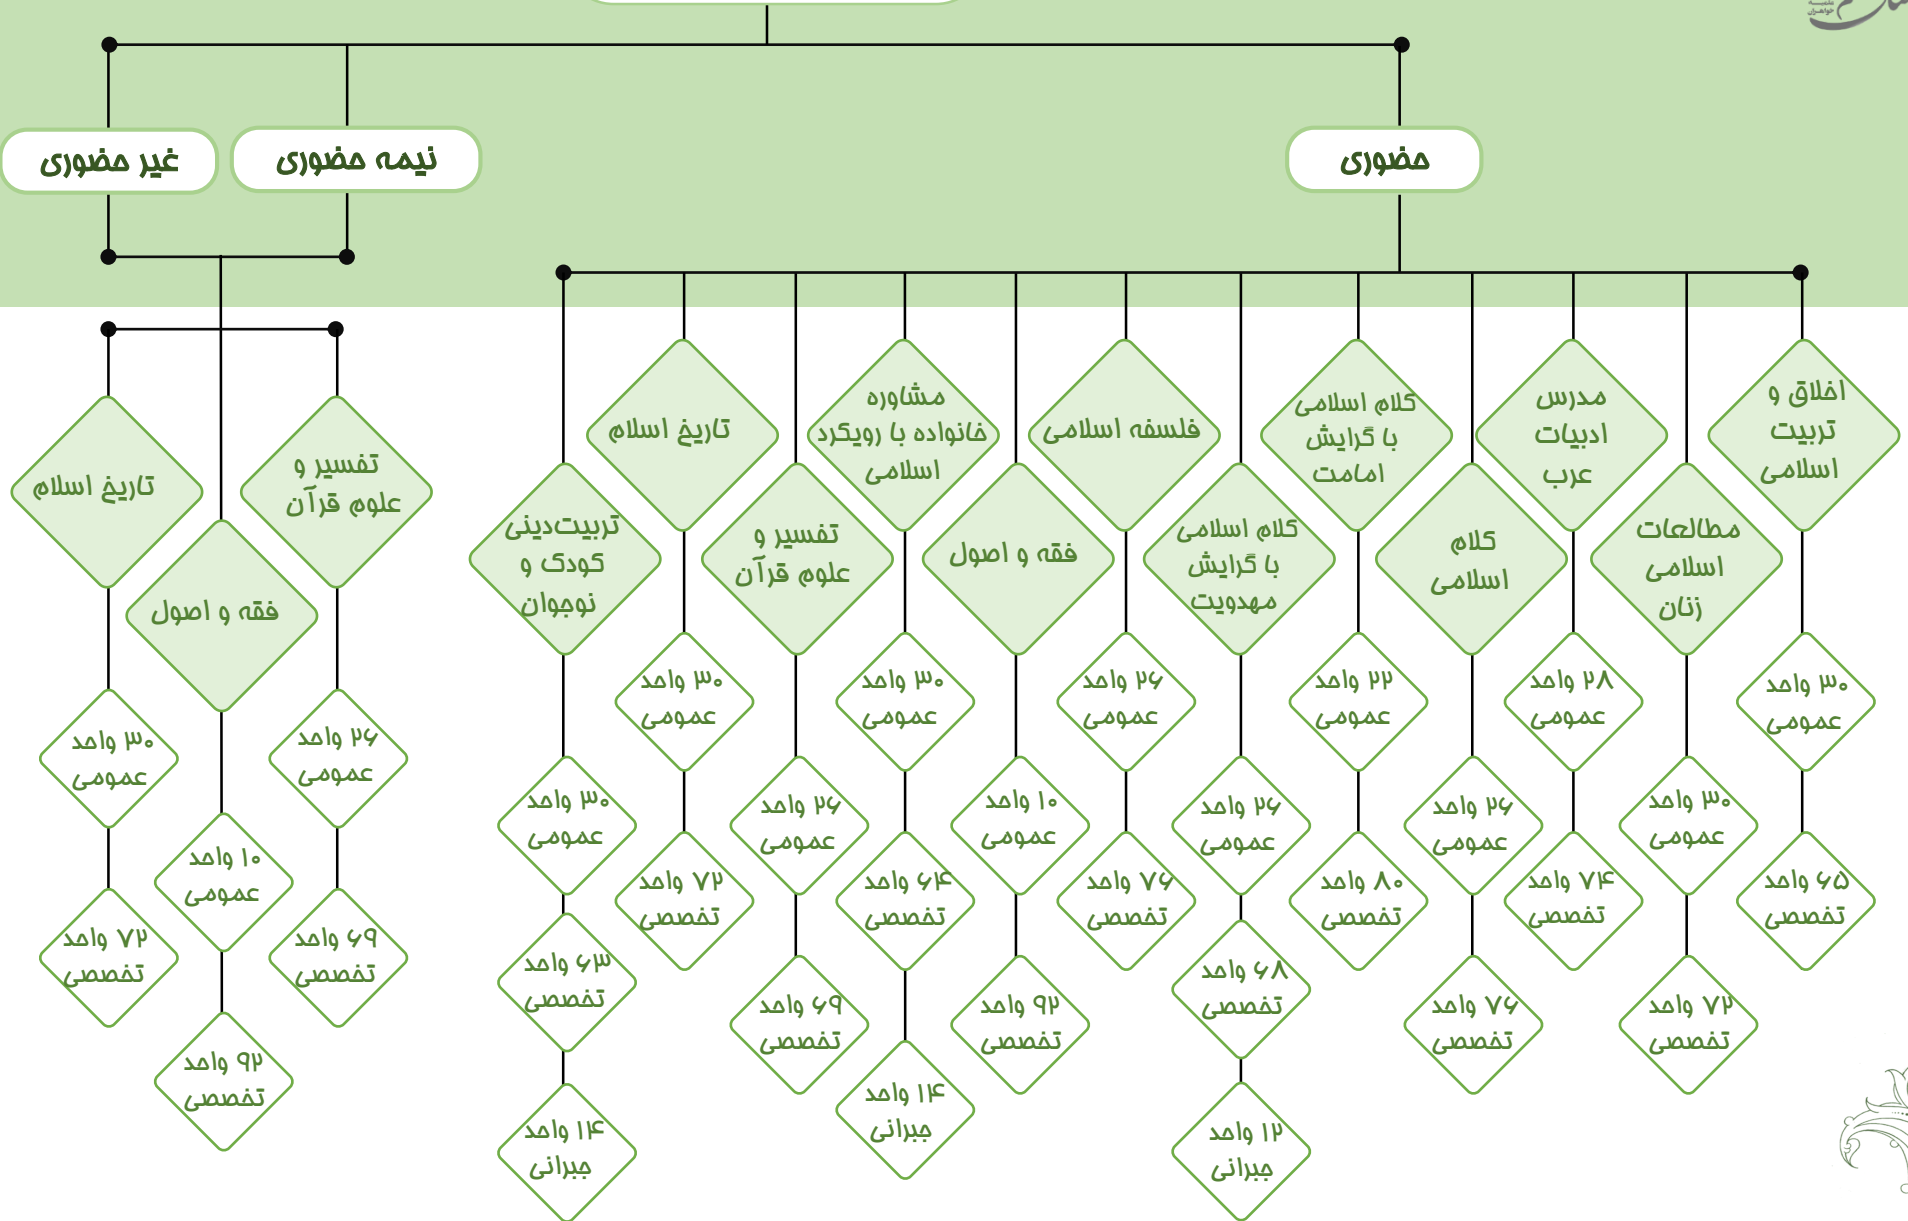 علمیـــه
خواهـران
حضوری
نیمه حضوری
غیر حضوری
اخلاق و
تربیت
اسلامی
۳۰ واحد
عمومی
۶۵ واحد
تخصصی
مطالعات
اسلامی
زنان
۳۰ واحد
عمومی
۷۲ واحد
تخصصی
مدرس
ادبیات
عرب
۲۸ واحد
عمومی
۷۴ واحد
تخصصی
کلام
اسلامی
۲۶ واحد
عمومی
۷۶ واحد
تخصصی
کلام اسلامی
با گرایش
امامت
۲۲ واحد
عمومی
۸۰ واحد
تخصصی
کلام اسلامی
با گرایش
مهدویت
۲۶ واحد
عمومی
۶۸ واحد
تخصصی
۱۲ واحد
جبرانی
فلسفه اسلامی
۲۶ واحد
عمومی
۷۶ واحد
تخصصی
فقه و اصول
۱۰ واحد
عمومی
۹۲ واحد
تخصصی
مشاوره
خانواده با رویکرد
اسلامی
۳۰ واحد
عمومی
۶۴ واحد
تخصصی
۱۴ واحد
جبرانی
تفسیر و
علوم قرآن
۲۶ واحد
عمومی
۶۹ واحد
تخصصی
تاریخ اسلام
۳۰ واحد
عمومی
۷۲ واحد
تخصصی
تربیت‌دینی
کودک و
نوجوان
۳۰ واحد
عمومی
۶۳ واحد
تخصصی
۱۴ واحد
جبرانی
تفسیر و
علوم قرآن
۲۶ واحد
عمومی
۶۹ واحد
تخصصی
فقه و اصول
۱۰ واحد
عمومی
۹۲ واحد
تخصصی
تاریخ اسلام
۳۰ واحد
عمومی
۷۲ واحد
تخصصی